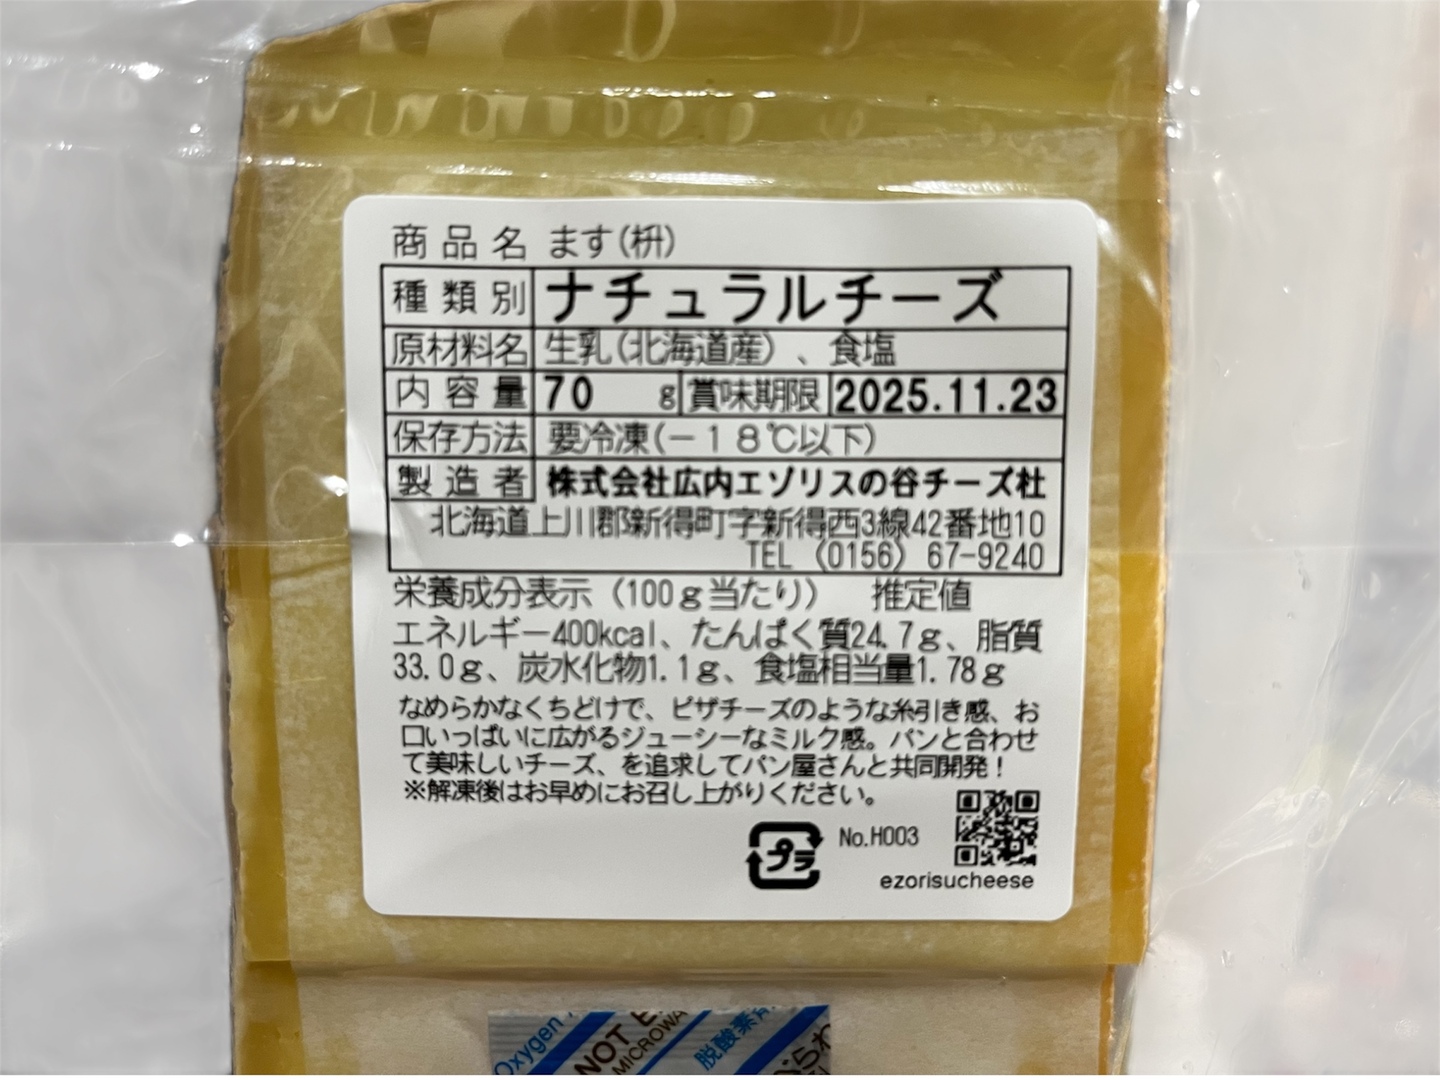 商品名 ます(枡)
種類別 ナチュラルチーズ
原材料名 生乳(北海道産)、食塩
内容量 70 g 賞味期限 2025.11.23
保存方法 要冷凍(−18℃以下)
製造者 株式会社広内エゾリスの谷チーズ社
北海道上川郡新得町字新得西3線42番地10
TEL (0156) 67-9240
栄養成分表示(100g当たり) 推定値
エネルギー400kcal、たんぱく質24.7g、脂質
33.0g、炭水化物1.1g、食塩相当量1.78g
なめらかなくちどけで、ピザチーズのような糸引き感、お
口いっぱいに広がるジューシーなミルク感。パンと合わせ
て美味しいチーズ、を追求してパン屋さんと共同開発！
※解凍後はお早めにお召し上がりください。
プラ No.H003
ezorisucheese
Oxygen
NOT
脱酸素